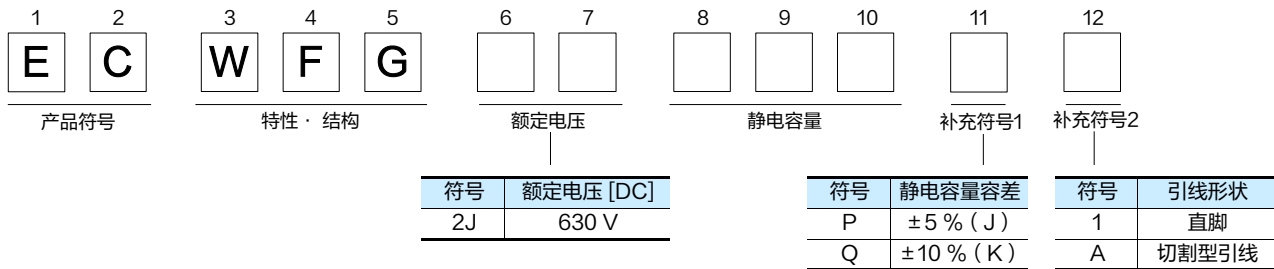 1 2 3 4 5 6 7 8 9 10 11 12
E C W F G
产品符号 特性· 结构 额定电压 静电容量 补充符号1 补充符号2
符号 额定电压 [DC] 符号 静电容量容差 符号 引线形状
2J 630 V P ±5 % ( J ) 1 直脚
Q ±10 % ( K ) A 切割型引线